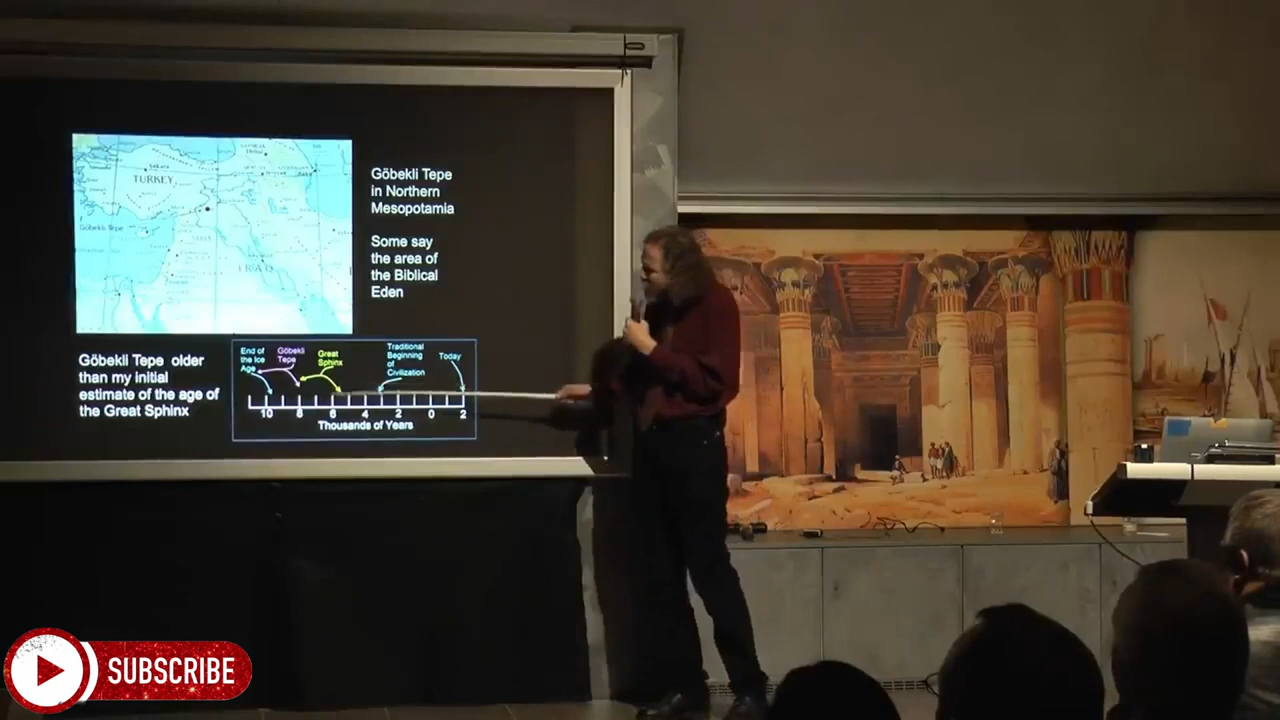 TURKEY
Göbekli Tepe
IRAQ
Göbekli Tepe
in Northern
Mesopotamia
Some say
the area of
the Biblical
Eden
Göbekli Tepe older
than my initial
estimate of the age of
the Great Sphinx
End of
the Ice
Age
Göbekli
Tepe
Great
Sphinx
Traditional
Beginning
of
Civilization
Today
10 8 6 4 2 0 2
Thousands of Years
SUBSCRIBE